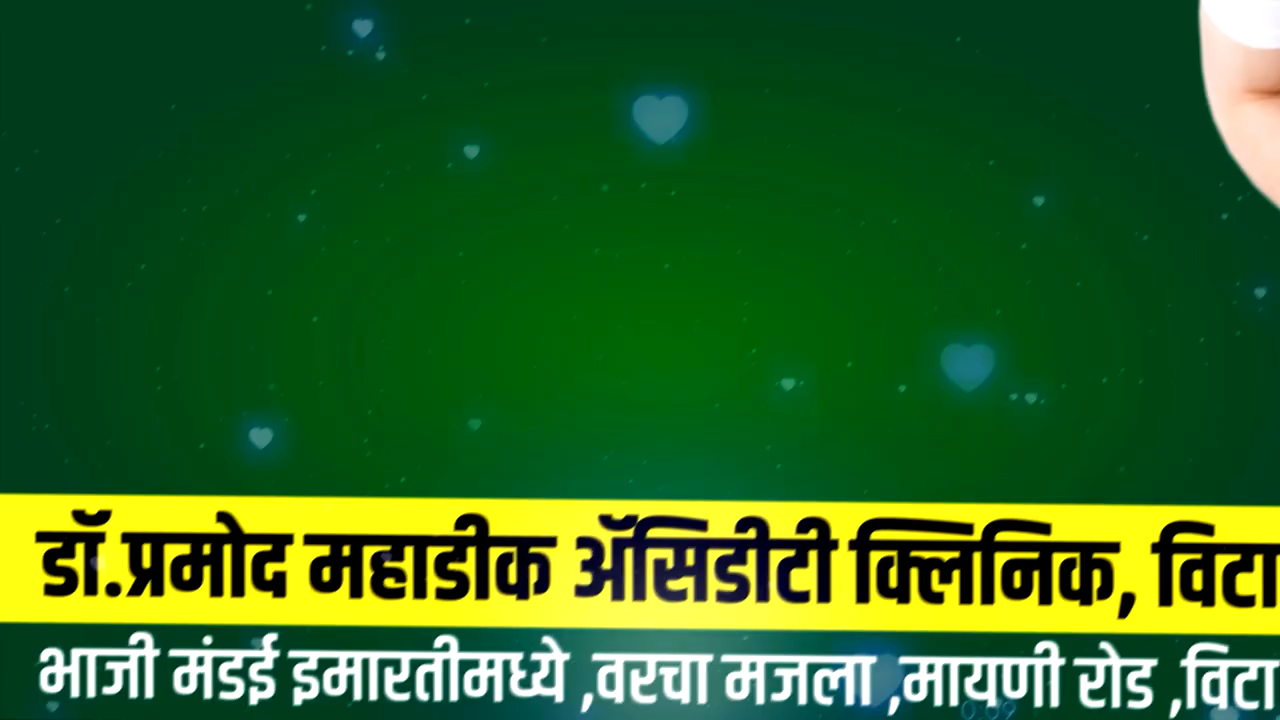 डॉ.प्रमोद महाडीक ॲसिडीटी क्लिनिक, विटा
भाजी मंडई इमारतीमध्ये ,वरचा मजला ,मायणी रोड ,विटा